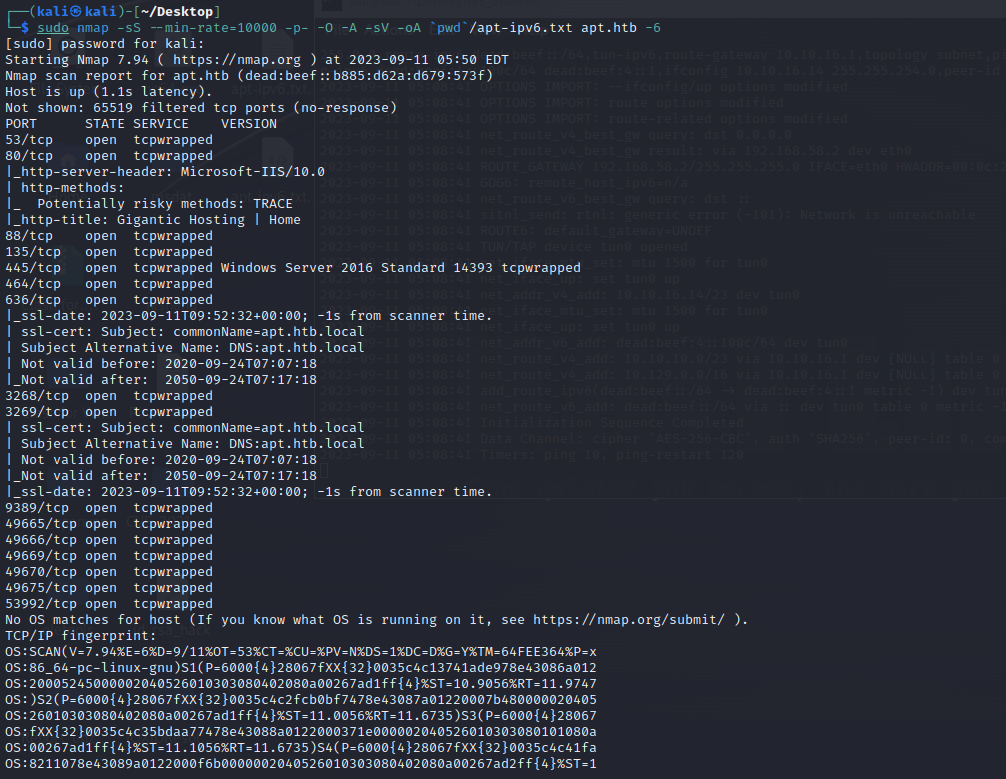 ┌──(kali㉿kali)-[~/Desktop]
└─$ sudo nmap -sS --min-rate=10000 -p- -O -A -sV -oA `pwd`/apt-ipv6.txt apt.htb -6
[sudo] password for kali:
Starting Nmap 7.94 ( https://nmap.org ) at 2023-09-11 05:50 EDT
Nmap scan report for apt.htb (dead:beef::b885:d62a:d679:573f)
Host is up (1.1s latency).
Not shown: 65519 filtered tcp ports (no-response)
PORT      STATE SERVICE    VERSION
53/tcp    open  tcpwrapped
80/tcp    open  tcpwrapped
|_http-server-header: Microsoft-IIS/10.0
| http-methods:
|_  Potentially risky methods: TRACE
|_http-title: Gigantic Hosting | Home
88/tcp    open  tcpwrapped
135/tcp   open  tcpwrapped
445/tcp   open  tcpwrapped Windows Server 2016 Standard 14393 tcpwrapped
464/tcp   open  tcpwrapped
636/tcp   open  tcpwrapped
|_ssl-date: 2023-09-11T09:52:32+00:00; -1s from scanner time.
| ssl-cert: Subject: commonName=apt.htb.local
| Subject Alternative Name: DNS:apt.htb.local
| Not valid before: 2020-09-24T07:07:18
|_Not valid after:  2050-09-24T07:17:18
3268/tcp  open  tcpwrapped
3269/tcp  open  tcpwrapped
| ssl-cert: Subject: commonName=apt.htb.local
| Subject Alternative Name: DNS:apt.htb.local
| Not valid before: 2020-09-24T07:07:18
|_Not valid after:  2050-09-24T07:17:18
|_ssl-date: 2023-09-11T09:52:32+00:00; -1s from scanner time.
9389/tcp  open  tcpwrapped
49665/tcp open  tcpwrapped
49666/tcp open  tcpwrapped
49669/tcp open  tcpwrapped
49670/tcp open  tcpwrapped
49675/tcp open  tcpwrapped
53992/tcp open  tcpwrapped
No OS matches for host (If you know what OS is running on it, see https://nmap.org/submit/ ).
TCP/IP fingerprint:
OS:SCAN(V=7.94%E=6%D=9/11%OT=53%CT=%CU=%PV=N%DS=1%DC=D%G=Y%TM=64FEE364%P=x
OS:86_64-pc-linux-gnu)S1(P=6000{4}28067fXX{32}0035c4c13741ade978e43086a012
OS:20005245000002040526010303080402080a00267ad1ff{4}%ST=10.9056%RT=11.9747
OS:)S2(P=6000{4}28067fXX{32}0035c4c2fcb0bf7478e43087a01220007b480000020405
OS:26010303080402080a00267ad1ff{4}%ST=11.0056%RT=11.6735)S3(P=6000{4}28067
OS:fXX{32}0035c4c35bdaa77478e43088a0122000371e0000020405260103030801​01080a
OS:00267ad1ff{4}%ST=11.1056%RT=11.6735)S4(P=6000{4}28067fXX{32}0035c4c41fa
OS:8211078e43089a0122000f6b000000204052601030308​0402080a00267ad2ff{4}%ST=1